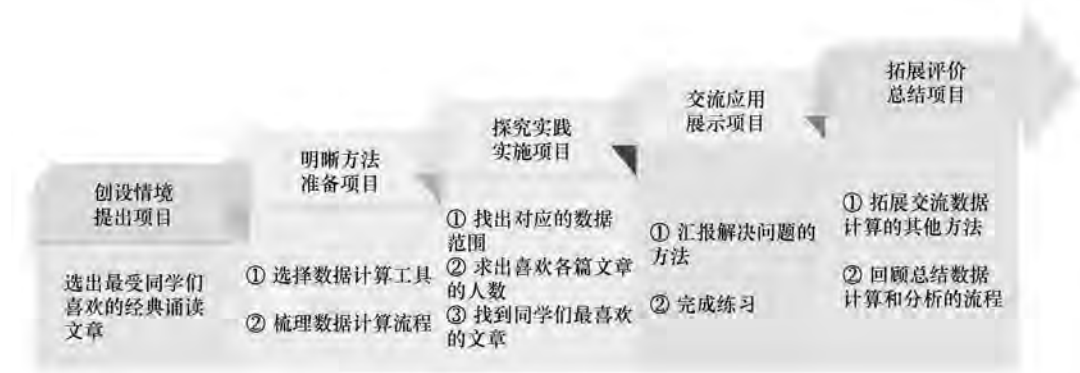 创设情境
提出项目
选出最受同学们
喜欢的经典诵读
文章
明晰方法
准备项目
① 选择数据计算工具
② 梳理数据计算流程
探究实践
实施项目
① 找出对应的数据
范围
② 求出喜欢各篇文章
的人数
③ 找到同学们最喜欢
的文章
交流应用
展示项目
① 汇报解决问题的
方法
② 完成练习
拓展评价
总结项目
① 拓展交流数据
计算的其他方法
② 回顾总结数据
计算和分析的流程